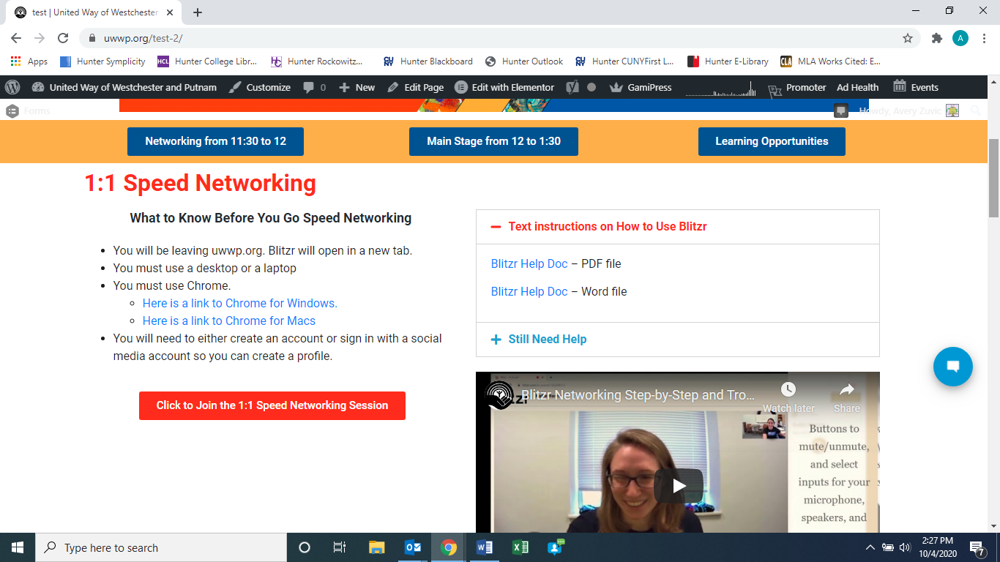 test | United Way of Westchester
uwwp.org/test-2/
A
Apps
Hunter Symplicity
HCL
Hunter College Libr...
Hunter Rockowitz...
Hunter Blackboard
Hunter Outlook
Hunter CUNYFirst L...
Hunter E-Library
CLA
MLA Works Cited: E...
United Way of Westchester and Putnam
Customize
0
New
Edit Page
Edit with Elementor
GamiPress
Promoter
Ad Health
Events
Forms
Howdy, Avery Zuvic
Networking from 11:30 to 12
Main Stage from 12 to 1:30
Learning Opportunities
1:1 Speed Networking
What to Know Before You Go Speed Networking
You will be leaving uwwp.org. Blitzr will open in a new tab.
You must use a desktop or a laptop
You must use Chrome.
Here is a link to Chrome for Windows.
Here is a link to Chrome for Macs
You will need to either create an account or sign in with a social
media account so you can create a profile.
Click to Join the 1:1 Speed Networking Session
Text instructions on How to Use Blitzr
Blitzr Help Doc – PDF file
Blitzr Help Doc – Word file
Still Need Help
Blitzr Networking Step-by-Step and Tro...
Watch later
Share
Buttons to
mute/unmute,
and select
inputs for your
microphone,
speakers, and
Type here to search
2:27 PM
10/4/2020
7